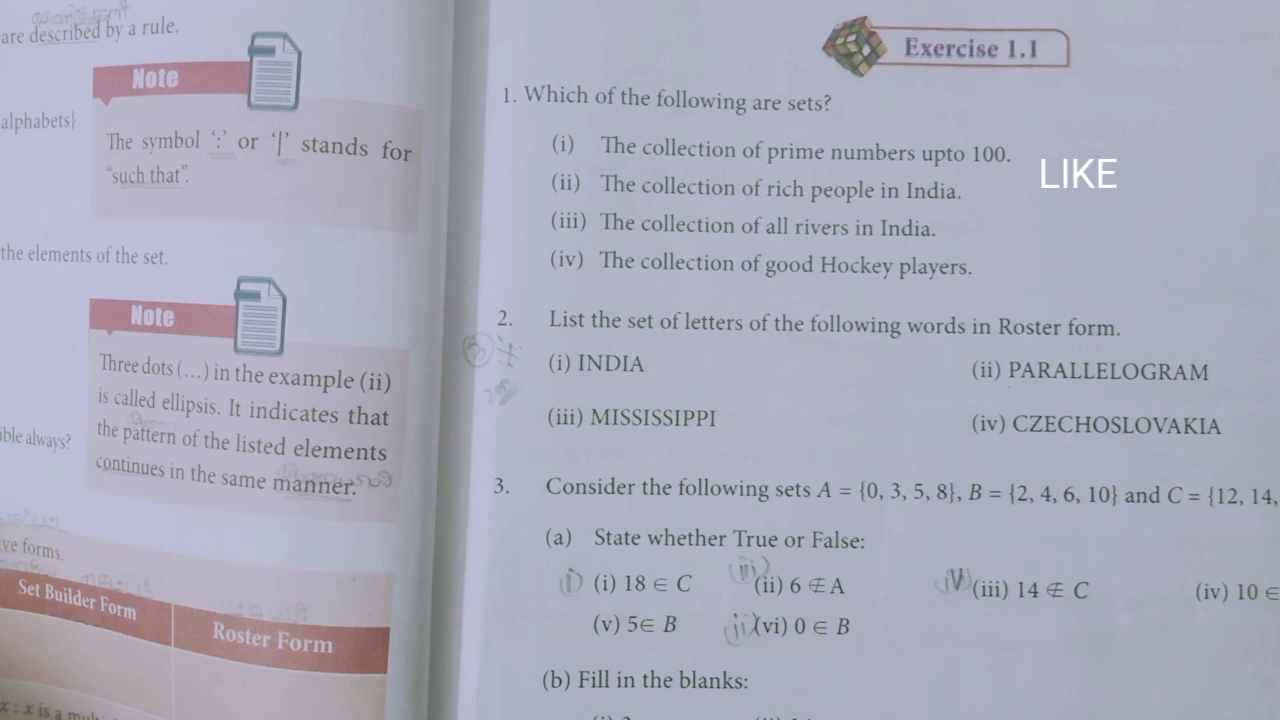 are described by a rule.
Note
alphabets}
The symbol ‘:’ or ‘|’ stands for
“such that”.
the elements of the set.
Note
Three dots (...) in the example (ii)
is called ellipsis. It indicates that
the pattern of the listed elements
ible always?
continues in the same manner.
ve forms.
Set Builder Form
Roster Form
x : x is a
Exercise 1.1
1. Which of the following are sets?
(i) The collection of prime numbers upto 100.
LIKE
(ii) The collection of rich people in India.
(iii) The collection of all rivers in India.
(iv) The collection of good Hockey players.
2. List the set of letters of the following words in Roster form.
(i) INDIA (ii) PARALLELOGRAM
(iii) MISSISSIPPI (iv) CZECHOSLOVAKIA
3. Consider the following sets A = {0, 3, 5, 8}, B = {2, 4, 6, 10} and C = {12, 14,
(a) State whether True or False:
(i) 18 ∈ C (ii) 6 ∉ A (iii) 14 ∉ C (iv) 10 ∈
(v) 5∈ B (vi) 0 ∈ B
(b) Fill in the blanks: